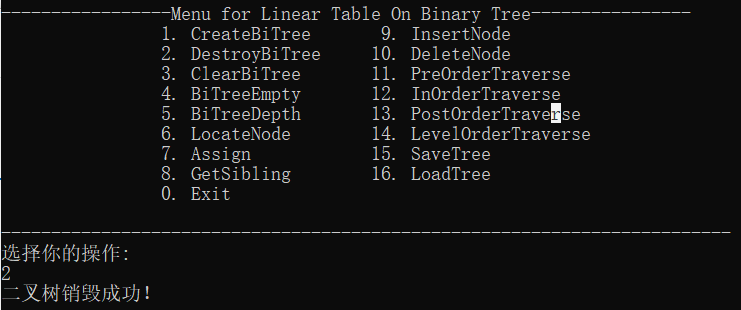 -----------------Menu for Linear Table On Binary Tree----------------
1. CreateBiTree 9. InsertNode
2. DestroyBiTree 10. DeleteNode
3. ClearBiTree 11. PreOrderTraverse
4. BiTreeEmpty 12. InOrderTraverse
5. BiTreeDepth 13. PostOrderTraverse
6. LocateNode 14. LevelOrderTraverse
7. Assign 15. SaveTree
8. GetSibling 16. LoadTree
0. Exit
-------------------------------------------------------------------------
选择你的操作:
2
二叉树销毁成功！